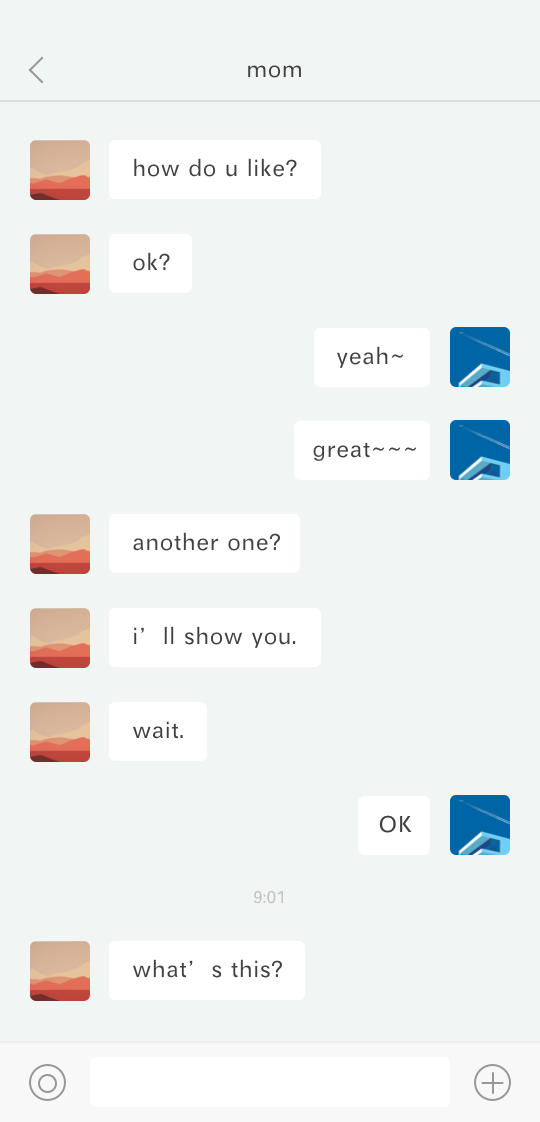 mom
how do u like?
ok?
yeah~
great~~~
another one?
i’ll show you.
wait.
OK
9:01
what’s this?